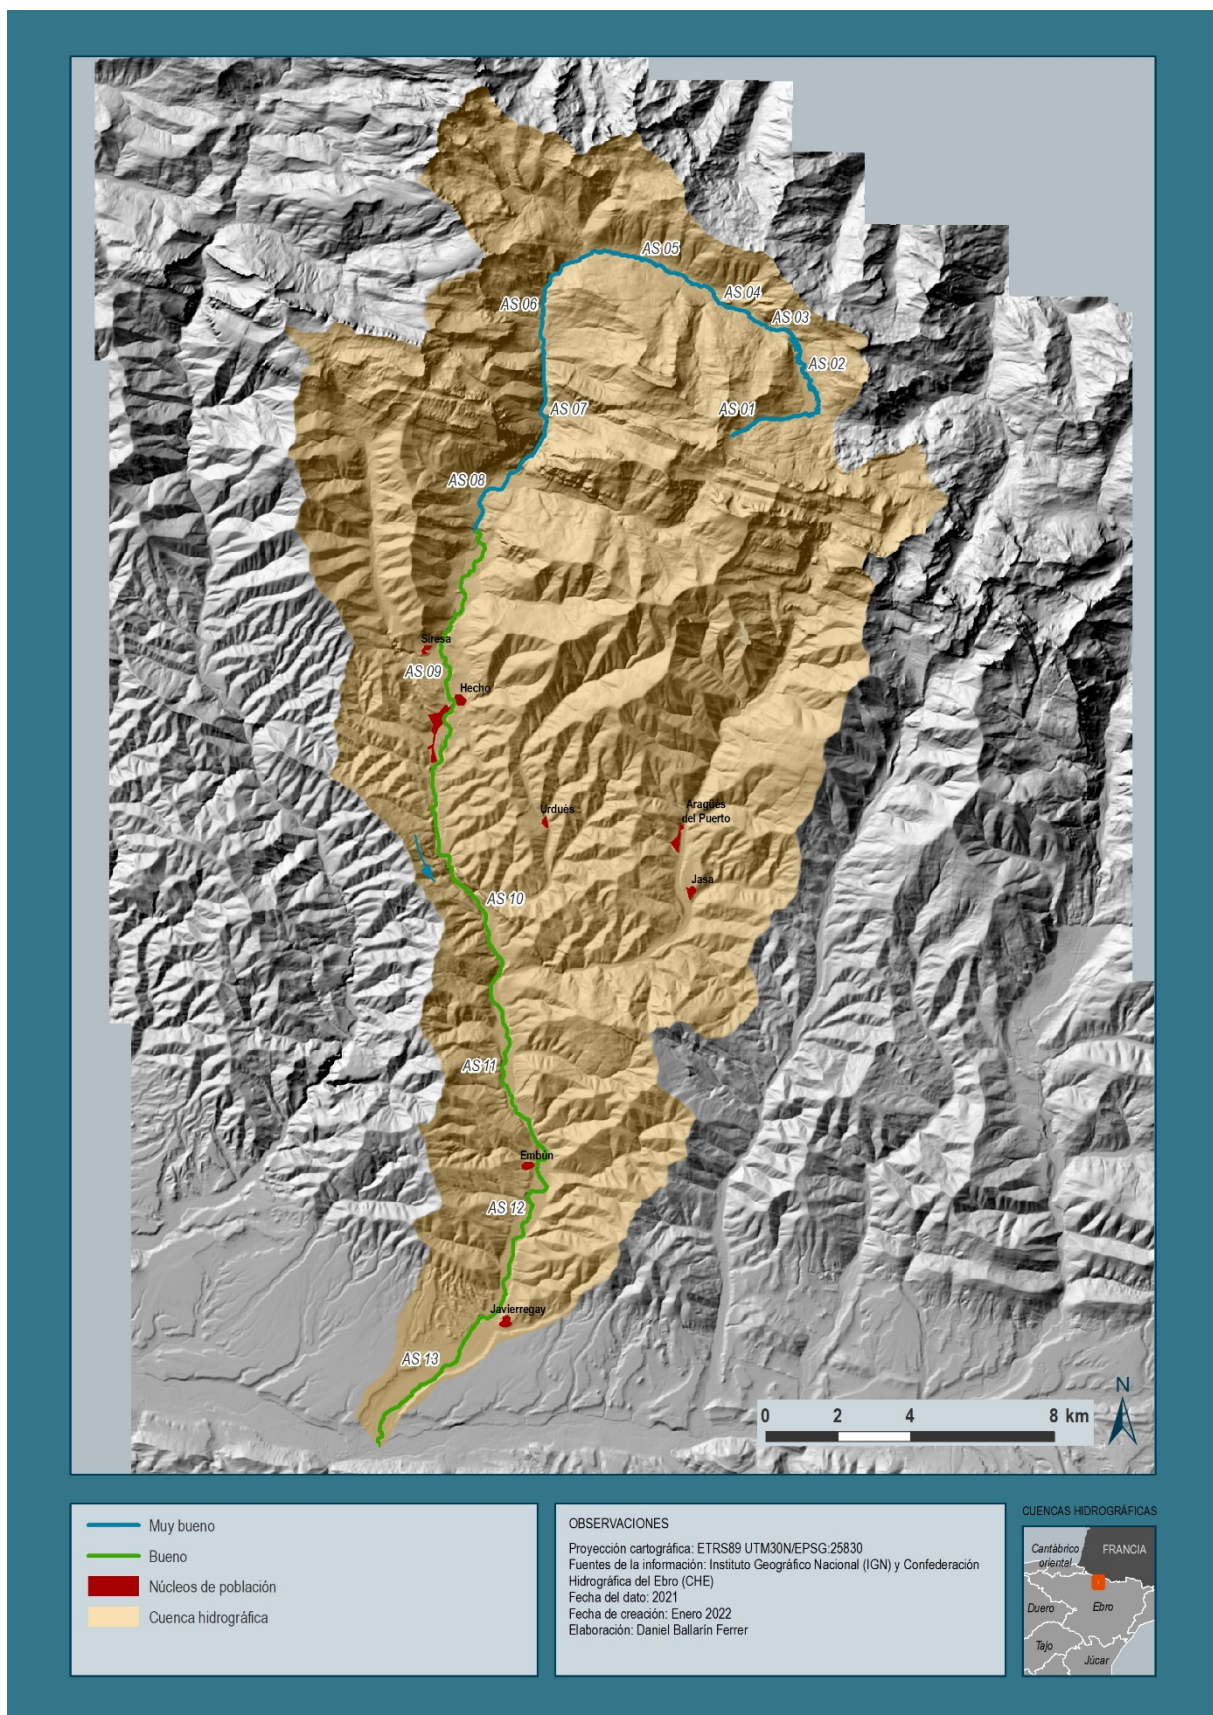 AS 05
AS 06
AS 04
AS 03
AS 02
AS 07
AS 01
AS 08
Siresa
AS 09
Hecho
Urdués
Aragüés
del Puerto
Jasa
AS 10
AS 11
Embún
AS 12
Javierregay
AS 13
N
0 2 4 8 km
Muy bueno
Bueno
Núcleos de población
Cuenca hidrográfica
OBSERVACIONES
Proyección cartográfica: ETRS89 UTM30N/EPSG:25830
Fuentes de la información: Instituto Geográfico Nacional (IGN) y Confederación
Hidrográfica del Ebro (CHE)
Fecha del dato: 2021
Fecha de creación: Enero 2022
Elaboración: Daniel Ballarín Ferrer
CUENCAS HIDROGRÁFICAS
Cantábrico
oriental
FRANCIA
Duero
Ebro
Tajo
Júcar